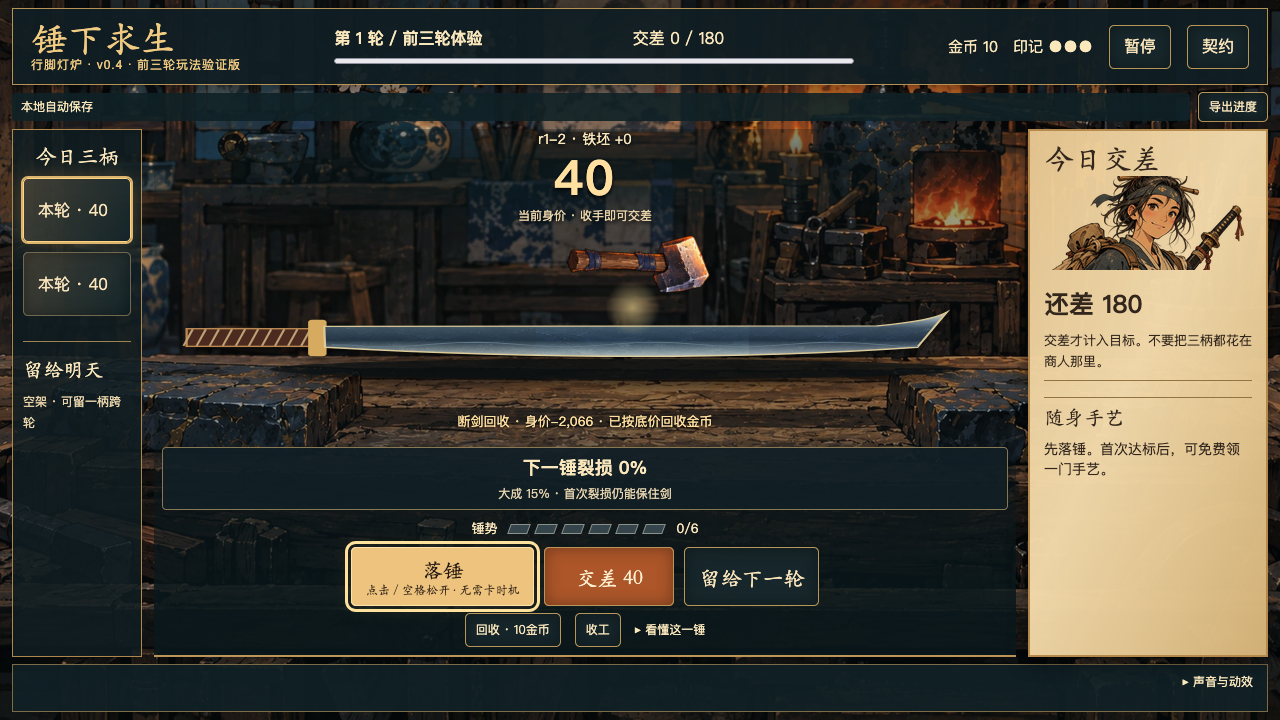 锤下求生
行脚灯炉 · v0.4 · 前三轮玩法验证版
第 1 轮 / 前三轮体验
交差 0 / 180
金币 10
印记
暂停
契约
本地自动保存
导出进度
今日三柄
本轮 · 40
本轮 · 40
留给明天
空架 · 可留一柄跨
轮
r1–2 · 铁坯 +0
40
当前身价 · 收手即可交差
断剑回收 · 身价−2,066 · 已按底价回收金币
下一锤裂损 0%
大成 15% · 首次裂损仍能保住剑
锤势
0/6
落锤
点击 / 空格松开 · 无需卡时机
交差 40
留给下一轮
回收 · 10金币
收工
▸ 看懂这一锤
今日交差
还差 180
交差才计入目标。不要把三柄都花在
商人那里。
随身手艺
先落锤。首次达标后，可免费领
一门手艺。
▸ 声音与动效